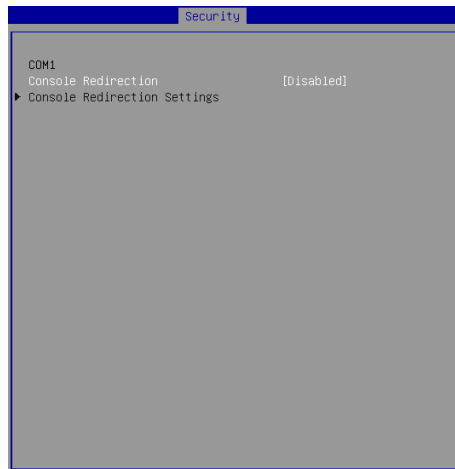 Security
COM1
Console Redirection [Disabled]
Console Redirection Settings